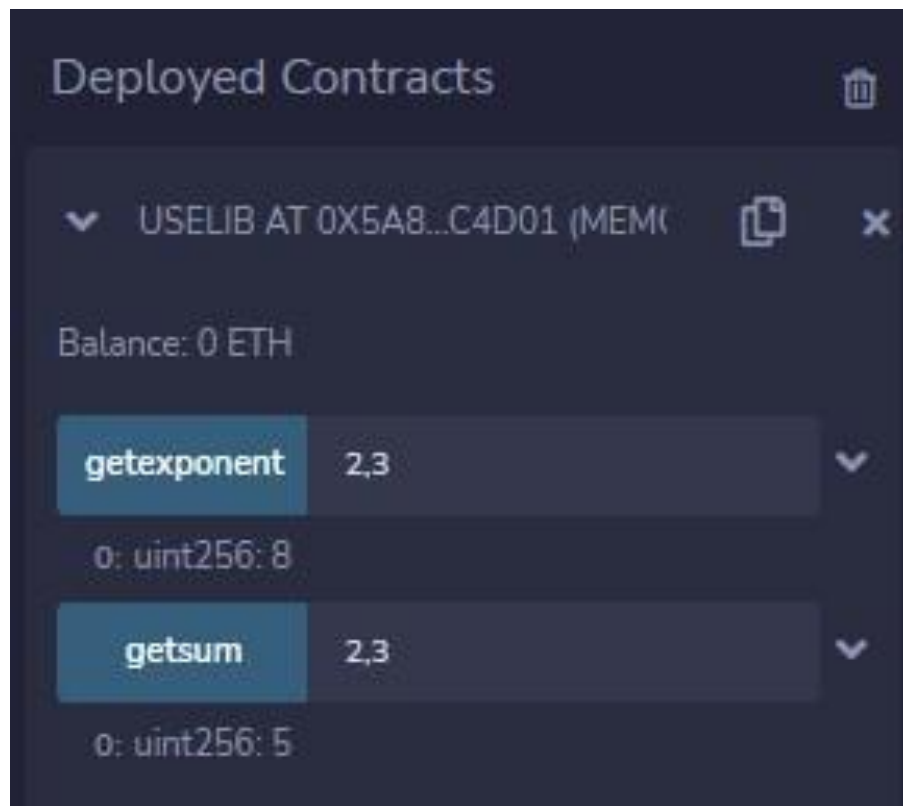 Deployed Contracts
USELIB AT 0X5A8...C4D01 (MEM
Balance: 0 ETH
getexponent 2,3
0: uint256: 8
getsum 2,3
0: uint256: 5